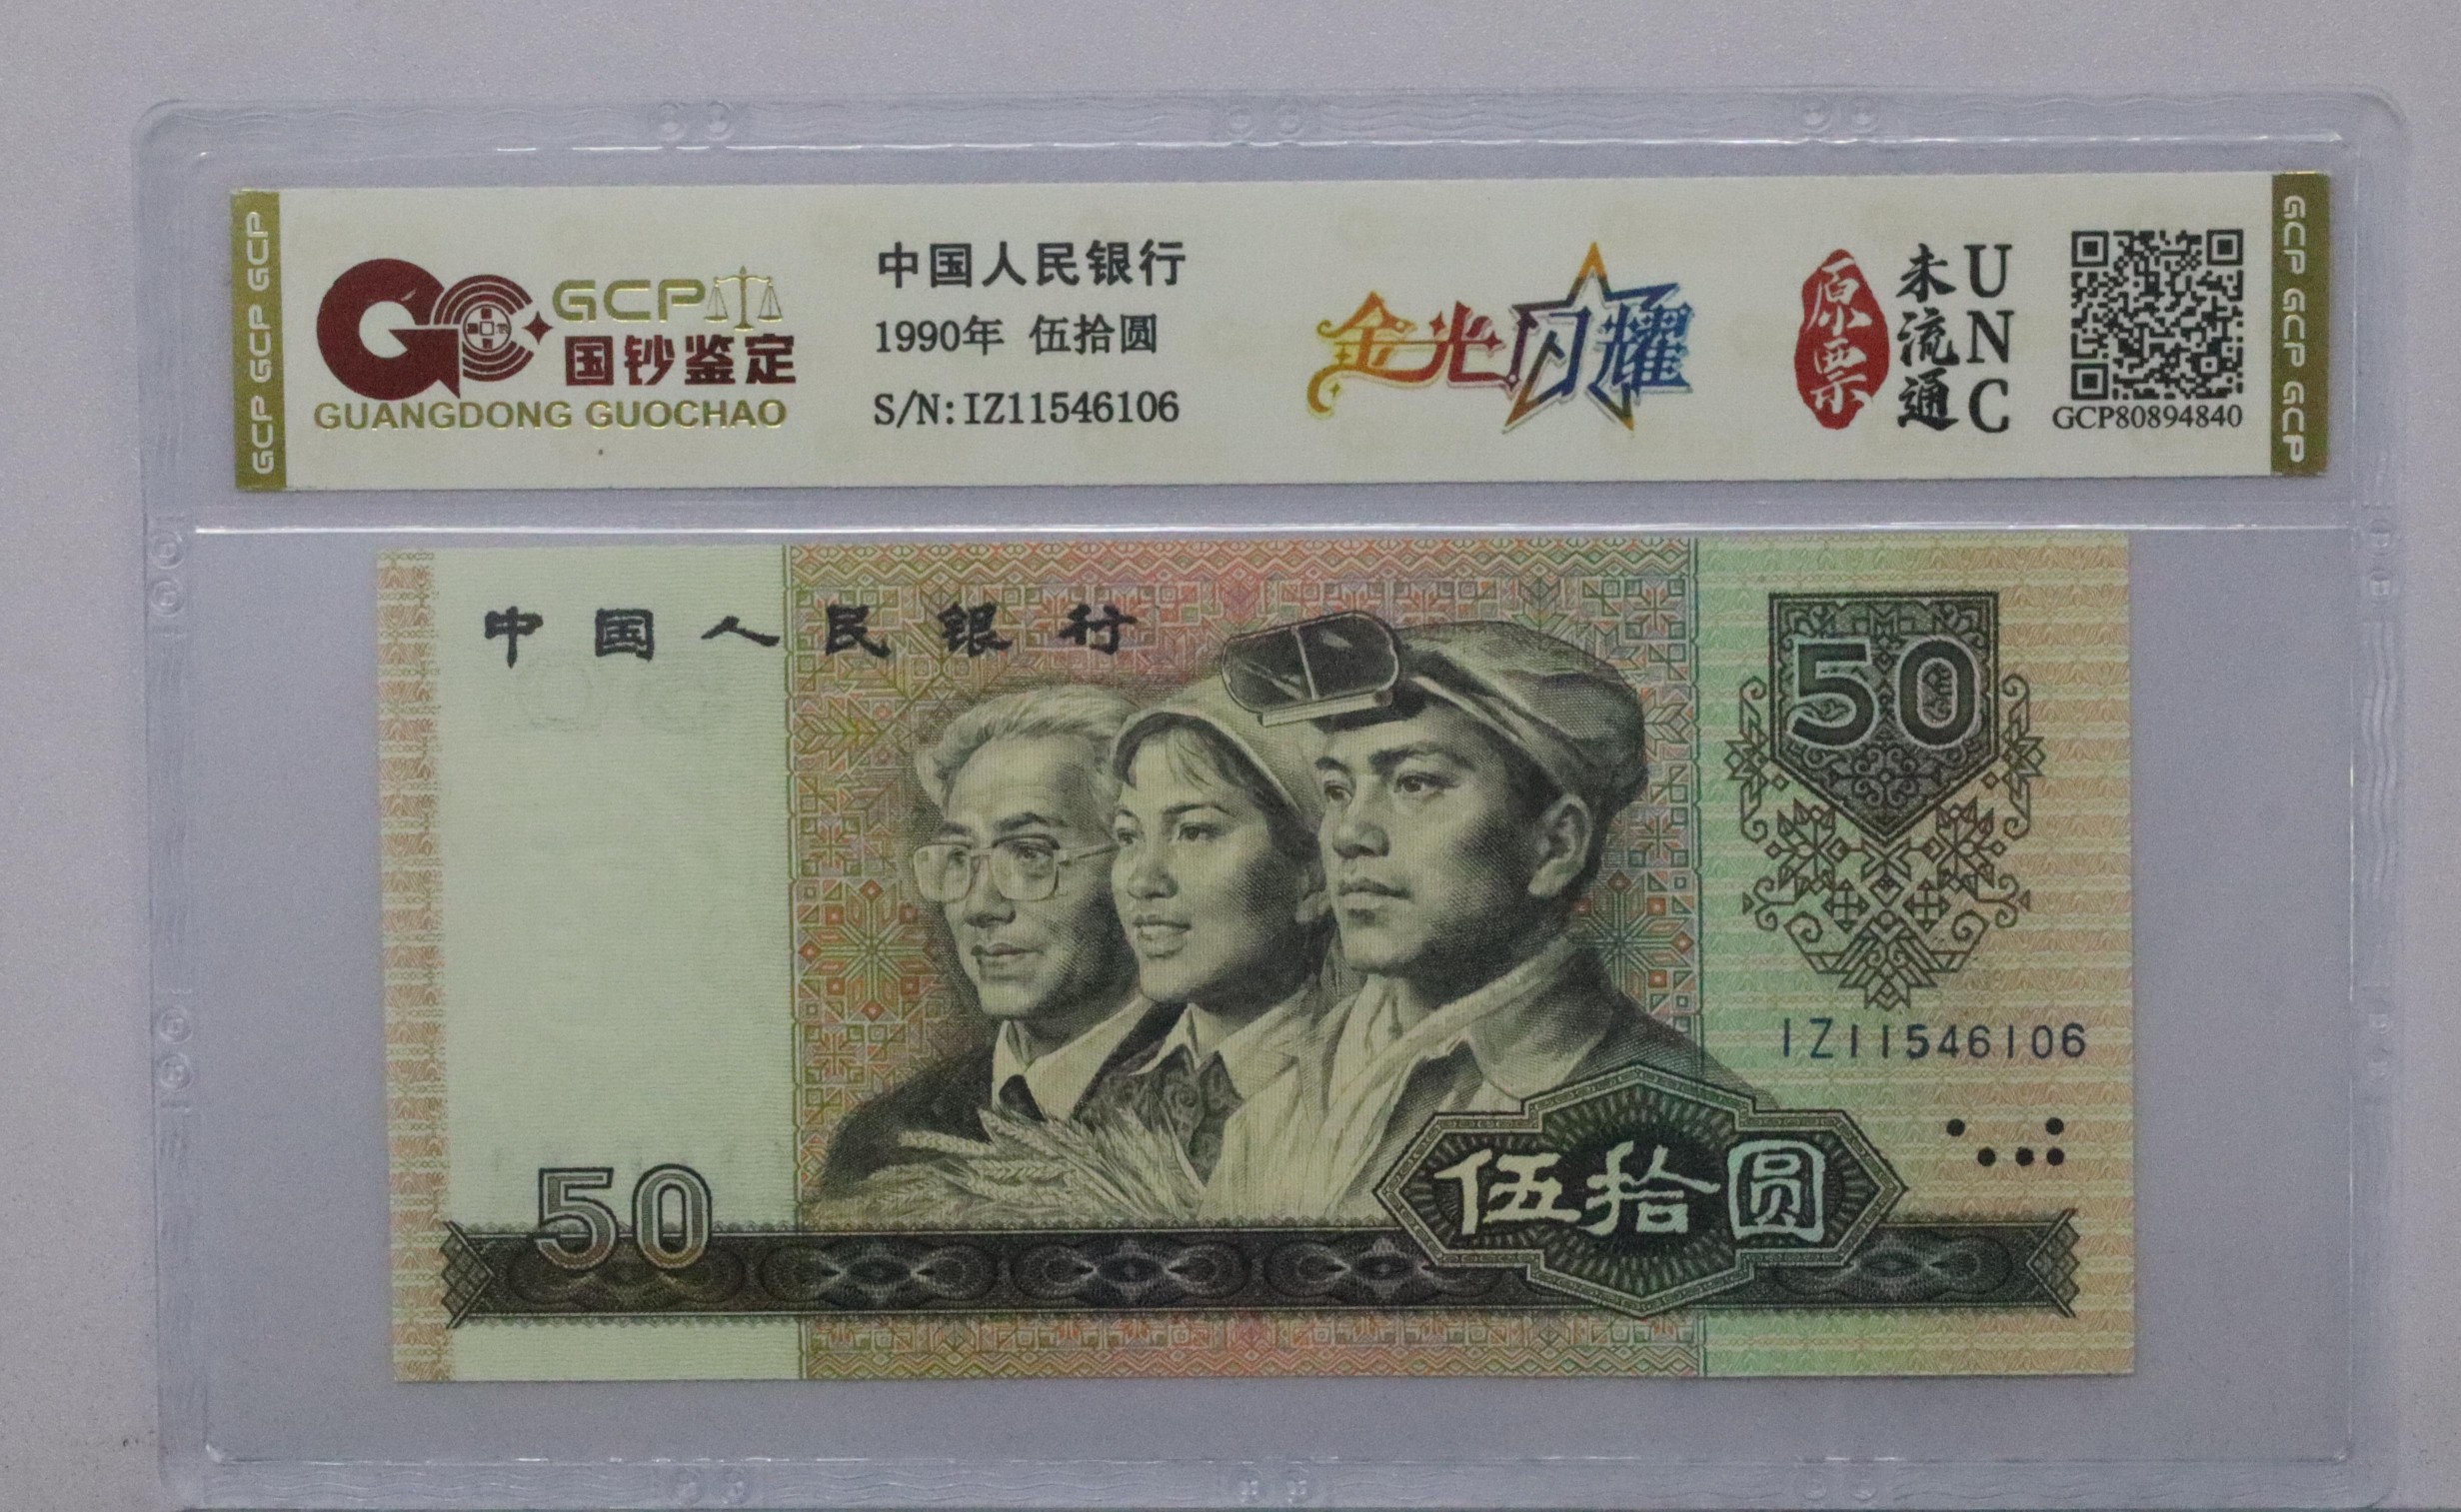 GCP GCP GCP
GCP
国钞鉴定
GUANGDONG GUOCHAO
中国人民银行
1990年 伍拾圆
S/N:IZ11546106
金光闪耀
原票
未流通
UNC
GCP80894840
GCP GCP GCP
中国人民银行
50
IZ11546106
50
伍拾圆